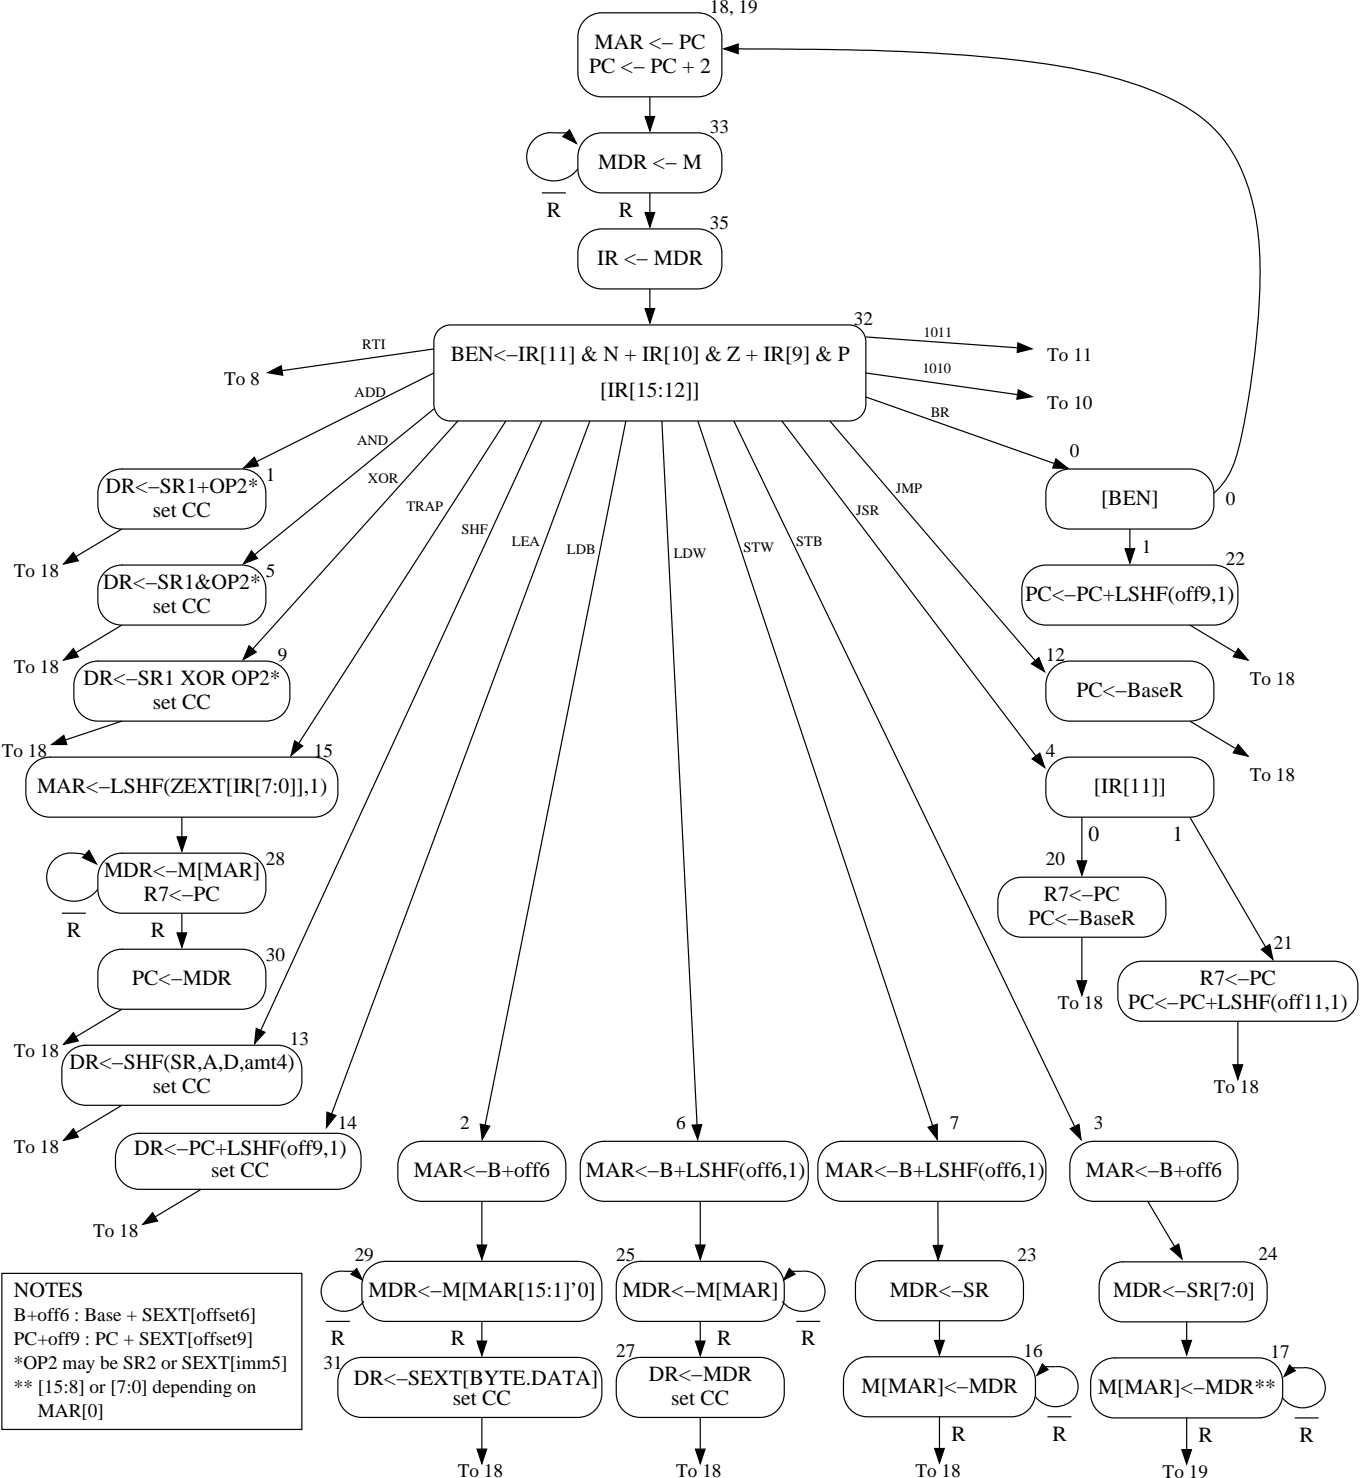 18, 19
MAR <– PC
PC <– PC + 2
33
MDR <– M
R
R
35
IR <– MDR
32
BEN<–IR[11] & N + IR[10] & Z + IR[9] & P
[IR[15:12]]
RTI
To 8
1011
To 11
1010
To 10
ADD
BR
AND
XOR
TRAP
SHF
LEA
LDB
LDW
STW
STB
JSR
JMP
1
DR<–SR1+OP2*
set CC
To 18
0
[BEN]
0
1
5
DR<–SR1&OP2*
set CC
To 18
22
PC<–PC+LSHF(off9,1)
To 18
9
DR<–SR1 XOR OP2*
set CC
To 18
12
PC<–BaseR
To 18
15
MAR<–LSHF(ZEXT[IR[7:0]],1)
4
[IR[11]]
0
1
28
MDR<–M[MAR]
R7<–PC
R
R
20
R7<–PC
PC<–BaseR
To 18
30
PC<–MDR
To 18
21
R7<–PC
PC<–PC+LSHF(off11,1)
To 18
13
DR<–SHF(SR,A,D,amt4)
set CC
To 18
14
DR<–PC+LSHF(off9,1)
set CC
To 18
2
MAR<–B+off6
6
MAR<–B+LSHF(off6,1)
7
MAR<–B+LSHF(off6,1)
3
MAR<–B+off6
29
MDR<–M[MAR[15:1]’0]
R
R
25
MDR<–M[MAR]
R
R
23
MDR<–SR
24
MDR<–SR[7:0]
31
DR<–SEXT[BYTE.DATA]
set CC
To 18
27
DR<–MDR
set CC
To 18
16
M[MAR]<–MDR
R
R
To 18
17
M[MAR]<–MDR**
R
R
To 19
NOTES
B+off6 : Base + SEXT[offset6]
PC+off9 : PC + SEXT[offset9]
*OP2 may be SR2 or SEXT[imm5]
** [15:8] or [7:0] depending on
MAR[0]